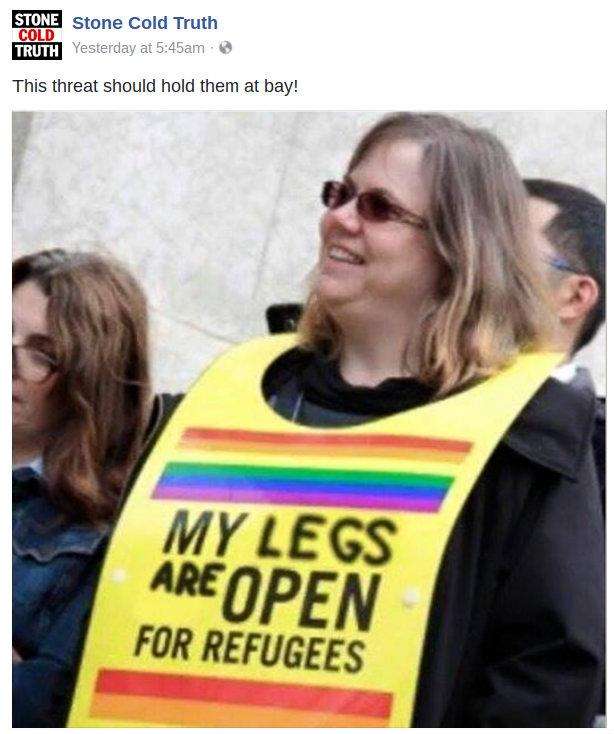 STONE
COLD
TRUTH
Stone Cold Truth
Yesterday at 5:45am ·
This threat should hold them at bay!
MY LEGS
ARE OPEN
FOR REFUGEES